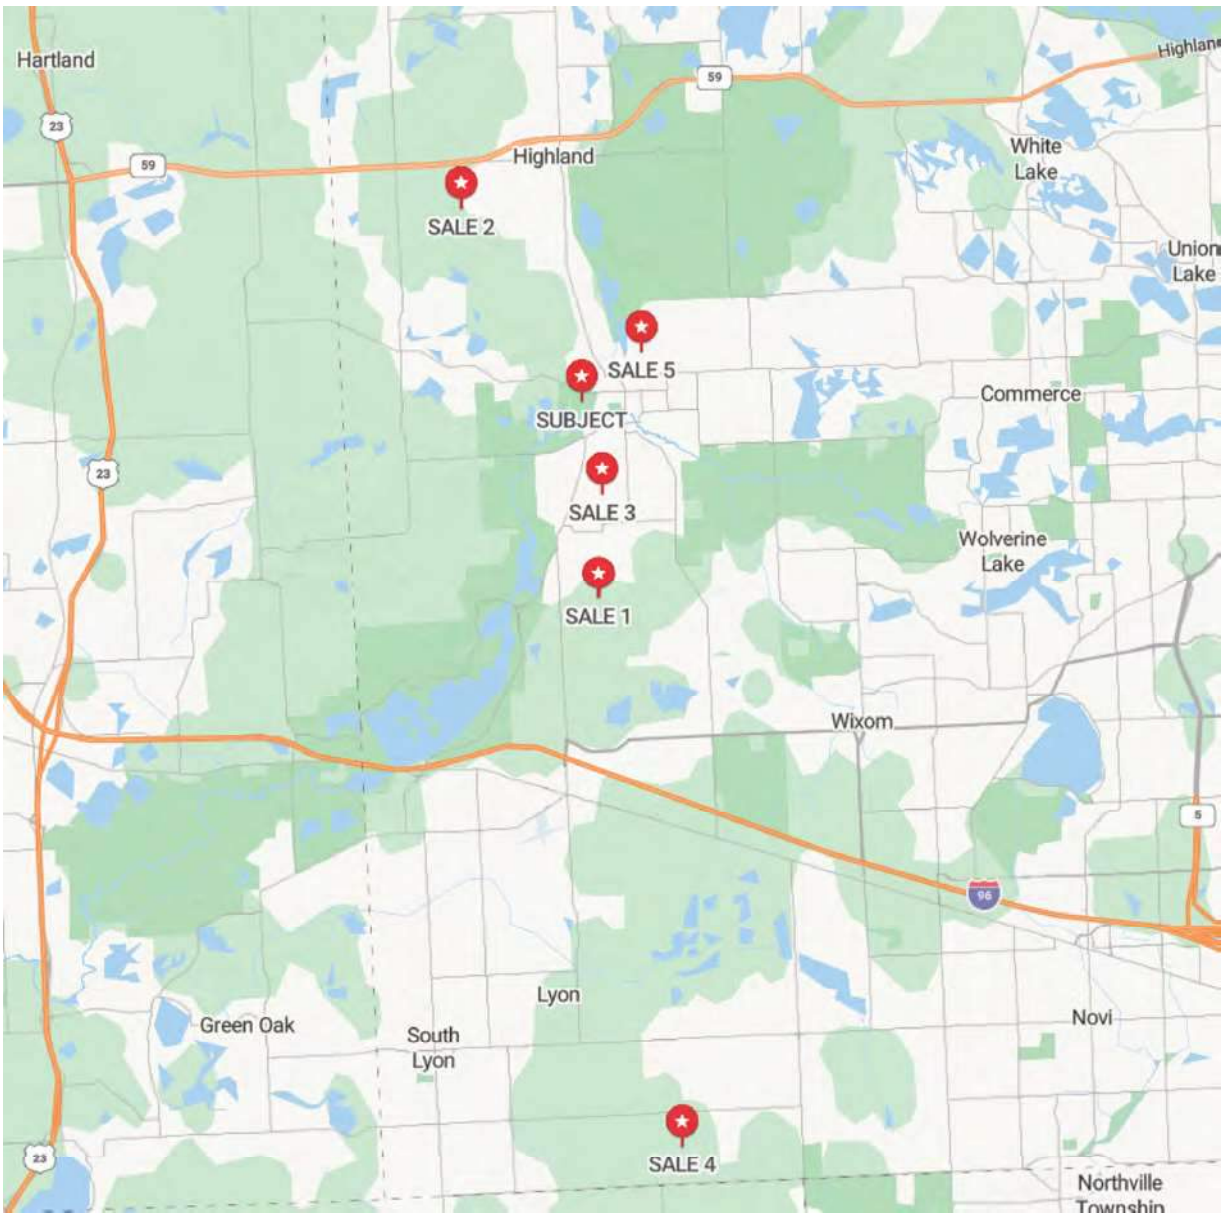 Highland
Hartland
59
23
White
Lake
Highland
59
SALE 2
Union
Lake
SALE 5
Commerce
SUBJECT
23
SALE 3
Wolverine
Lake
SALE 1
Wixom
5
96
Lyon
Novi
Green Oak
South
Lyon
23
SALE 4
Northville
Township